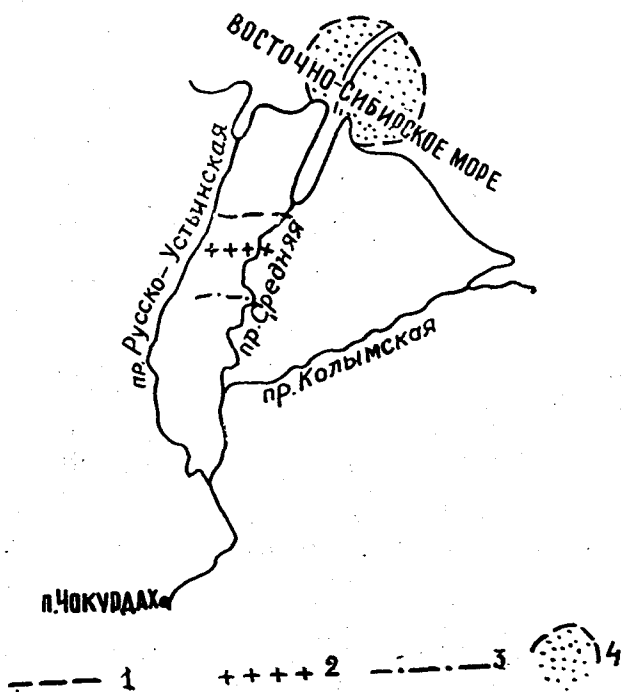 ВОСТОЧНО-СИБИРСКОЕ МОРЕ
пр. Русско-Устьинская
пр. Средняя
пр. Колымская
п. ЧОКУРДАХ
1 2 3 4